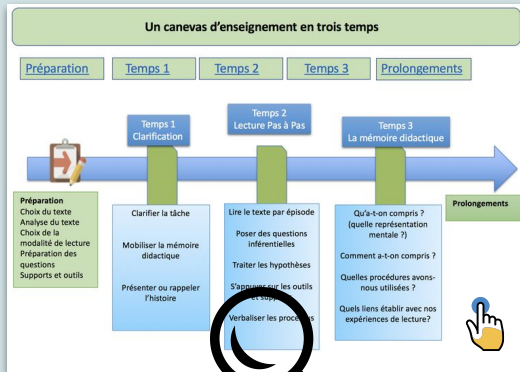 Un canevas d'enseignement en trois temps
Préparation
Temps 1
Temps 2
Temps 3
Prolongements
Temps 1
Clarification
Temps 2
Lecture Pas à Pas
Temps 3
La mémoire didactique
Préparation
Choix du texte
Analyse du texte
Choix de la
modalité de lecture
Préparation des
questions
Supports et outils
Clarifier la tâche
Mobiliser la mémoire
didactique
Présenter ou rappeler
l'histoire
Lire le texte par épisode
Poser des questions
inférentielles
Traiter les hypothèses
S'appuyer sur les outils
et
Verbaliser les
Qu'a-t-on compris ?
(quelle représentation
mentale ?)
Comment a-t-on compris ?
Quelles procédures avons-
nous utilisées ?
Quels liens établir avec nos
expériences de lecture?
Prolongements